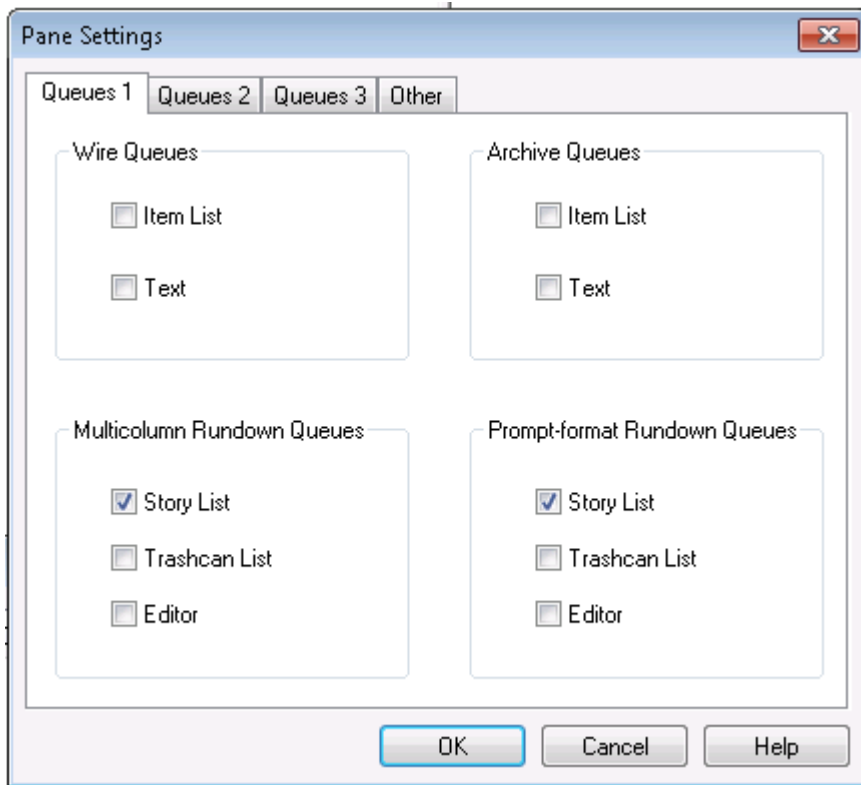 Pane Settings
Queues 1 Queues 2 Queues 3 Other
Wire Queues
Item List
Text
Archive Queues
Item List
Text
Multicolumn Rundown Queues
Story List
Trashcan List
Editor
Prompt-format Rundown Queues
Story List
Trashcan List
Editor
OK Cancel Help